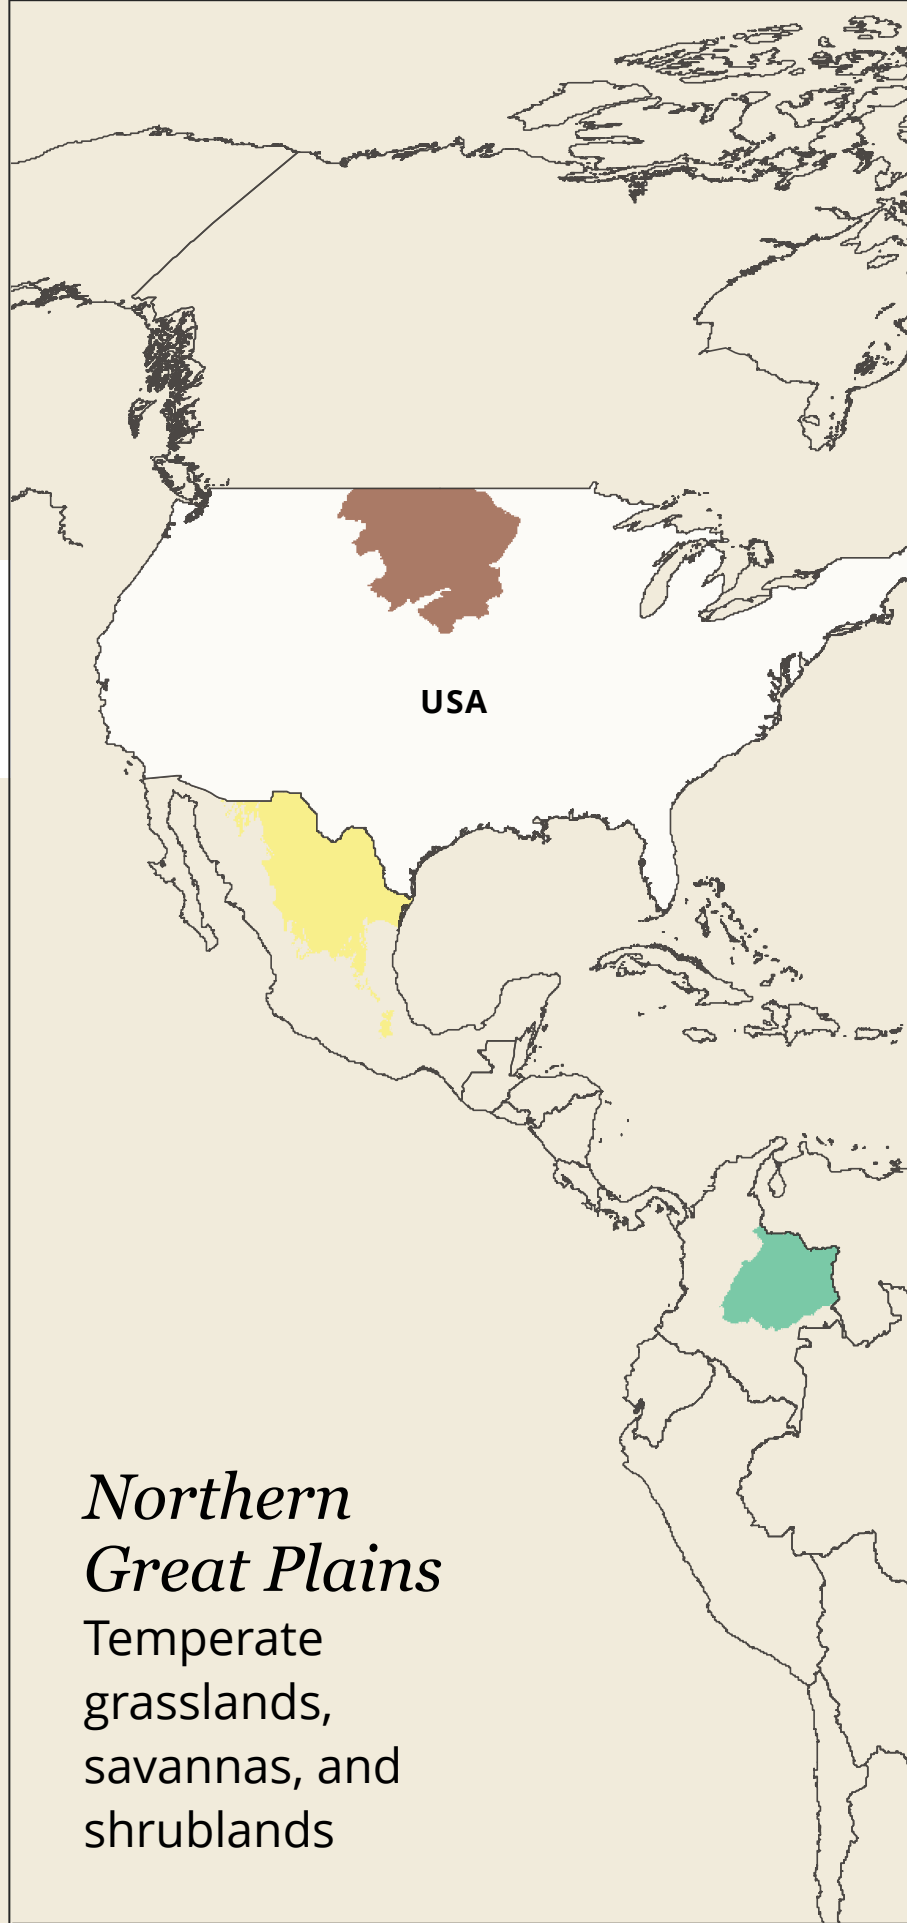 USA
Northern
Great Plains
Temperate
grasslands,
savannas, and
shrublands